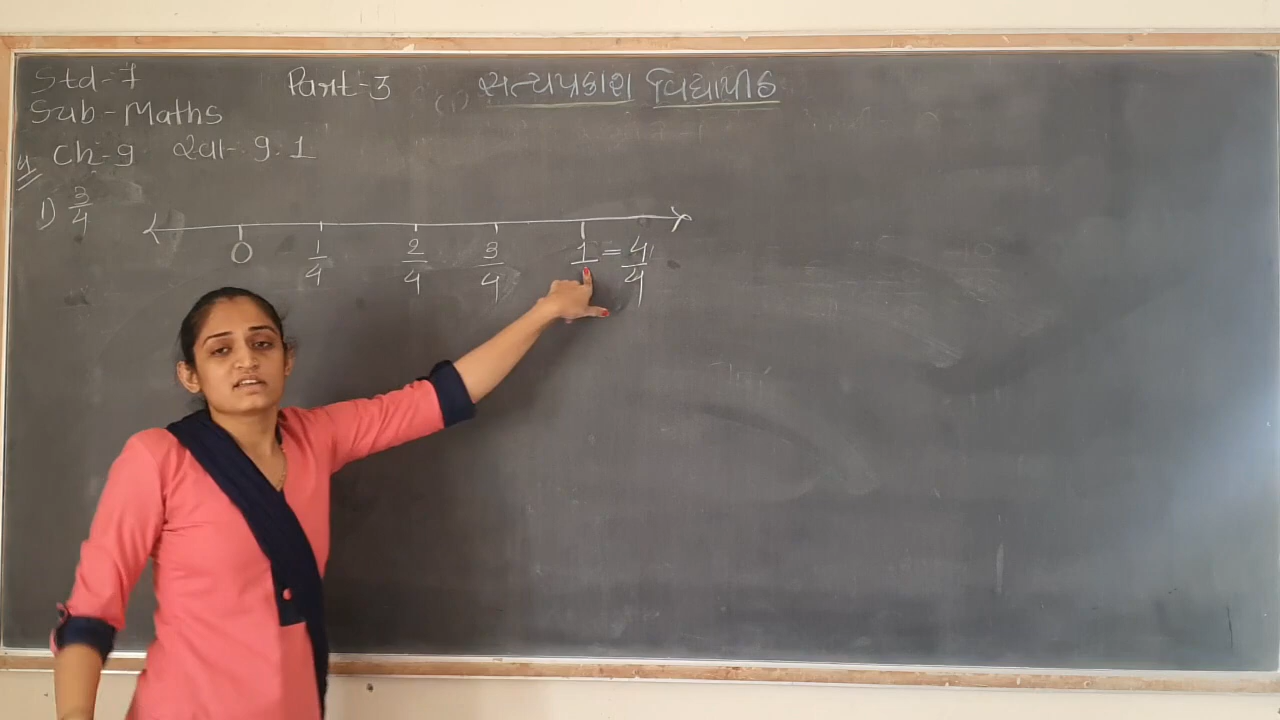 Std-7
Part-3
સત્યપ્રકાશ વિદ્યાપીઠ
Sub-Maths
Ch-9 સ્વા-9.1
4
1) 3/4
0 1/4 2/4 3/4 1 = 4/4